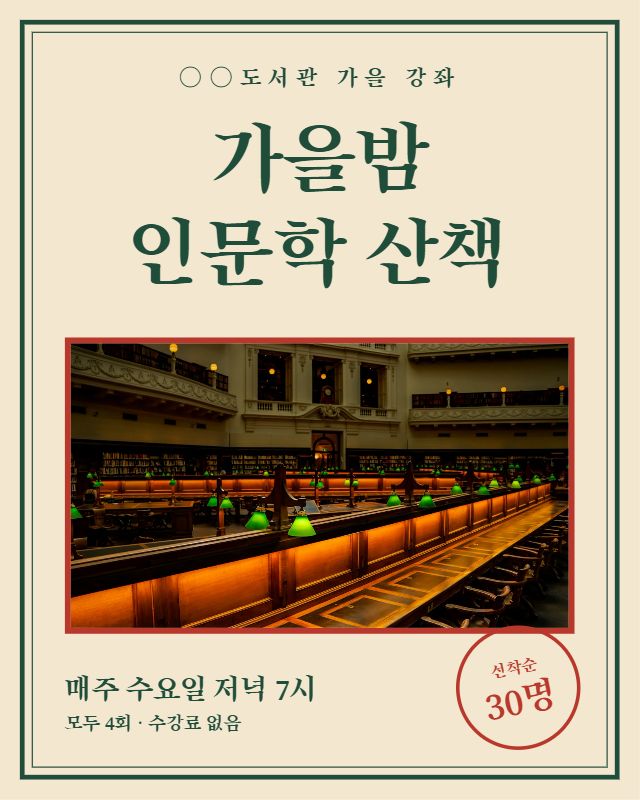 ○○도서관 가을 강좌
가을밤
인문학 산책
매주 수요일 저녁 7시
모두 4회 · 수강료 없음
선착순
30명